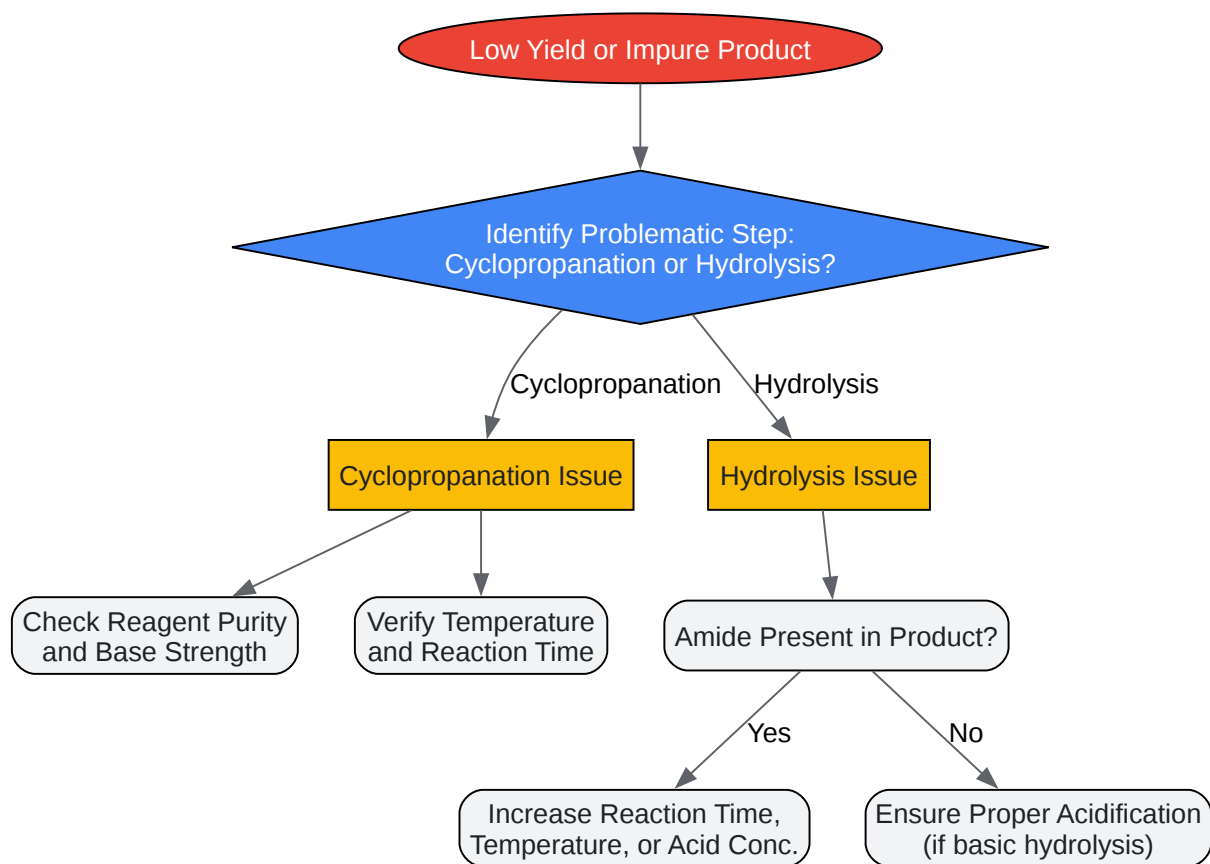 Low Yield or Impure Product
Identify Problematic Step:
Cyclopropanation or Hydrolysis?
Cyclopropanation
Hydrolysis
Cyclopropanation Issue
Hydrolysis Issue
Check Reagent Purity
and Base Strength
Verify Temperature
and Reaction Time
Amide Present in Product?
Yes
No
Increase Reaction Time,
Temperature, or Acid Conc.
Ensure Proper Acidification
(if basic hydrolysis)